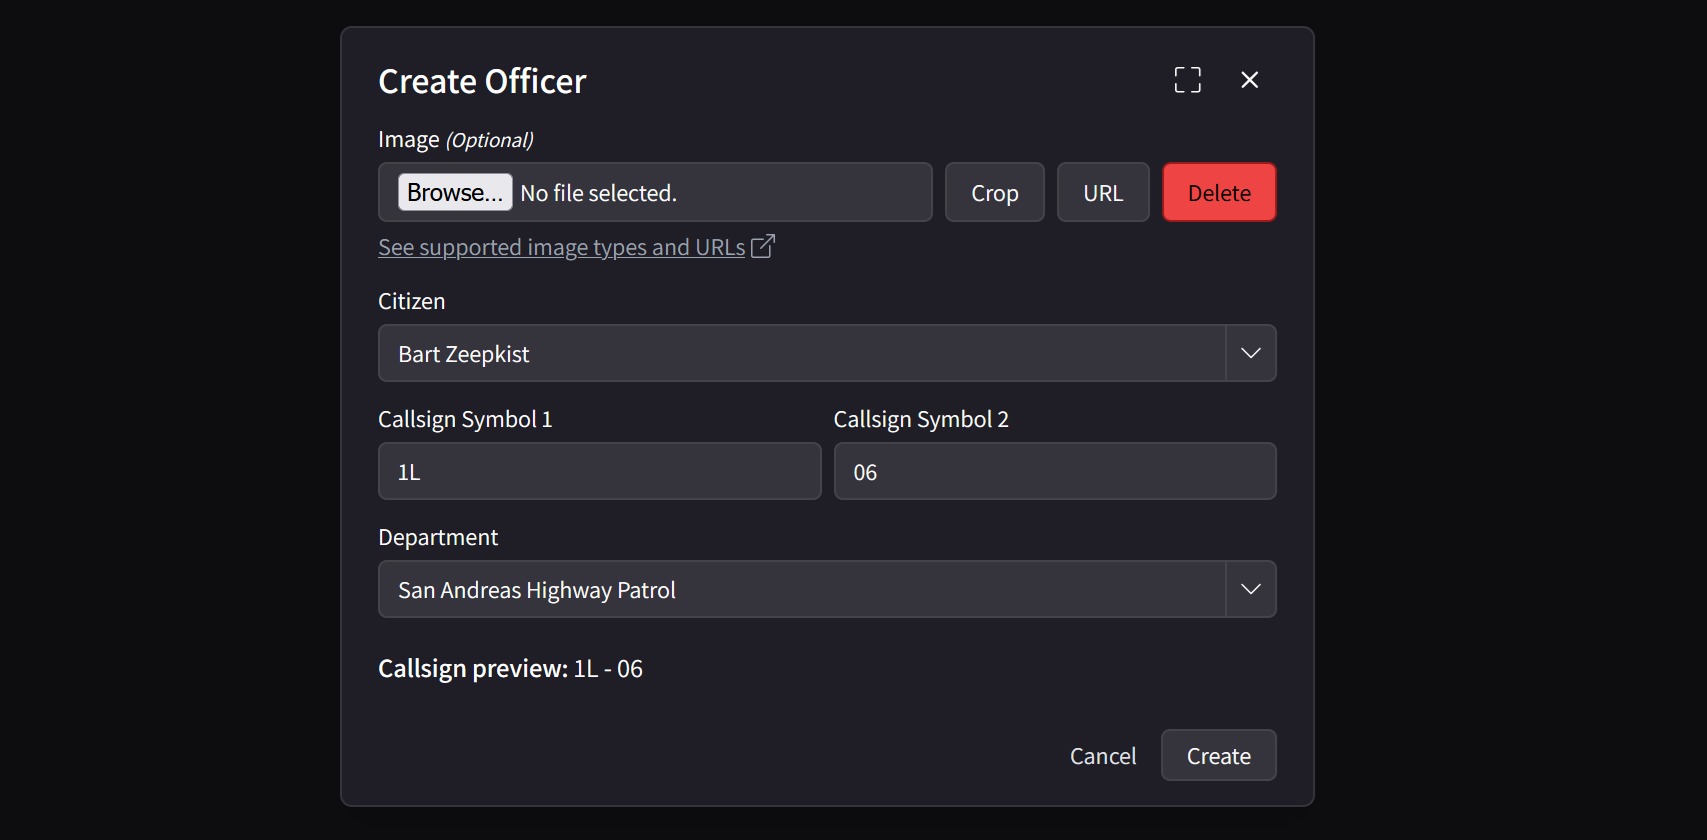 Create Officer
Image (Optional)
Browse... No file selected. Crop URL Delete
See supported image types and URLs
Citizen
Bart Zeepkist
Callsign Symbol 1 Callsign Symbol 2
1L 06
Department
San Andreas Highway Patrol
Callsign preview: 1L - 06
Cancel Create